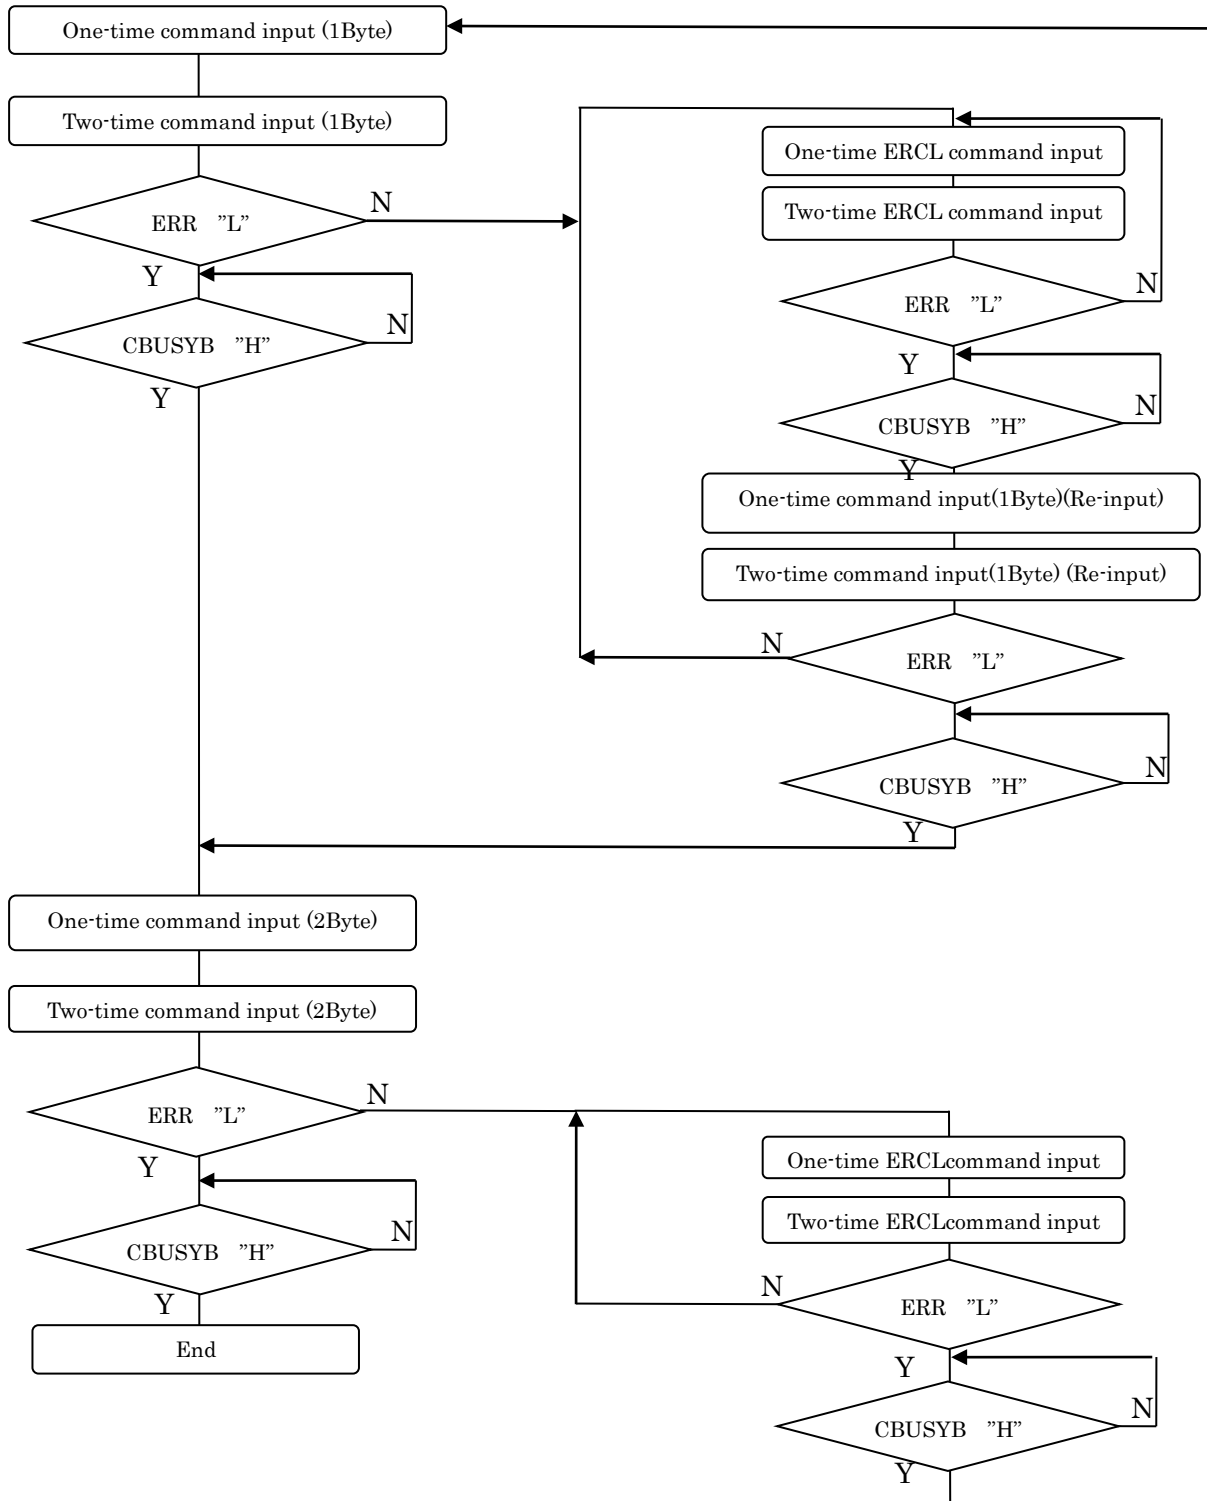 One-time command input (1Byte)
Two-time command input (1Byte)
ERR ”L”
N
Y
CBUSYB ”H”
N
Y
One-time ERCL command input
Two-time ERCL command input
ERR ”L”
N
Y
CBUSYB ”H”
N
Y
One-time command input(1Byte)(Re-input)
Two-time command input(1Byte) (Re-input)
N
ERR ”L”
CBUSYB ”H”
N
Y
One-time command input (2Byte)
Two-time command input (2Byte)
ERR ”L”
N
Y
CBUSYB ”H”
N
Y
End
One-time ERCLcommand input
Two-time ERCLcommand input
N
ERR ”L”
Y
CBUSYB ”H”
N
Y